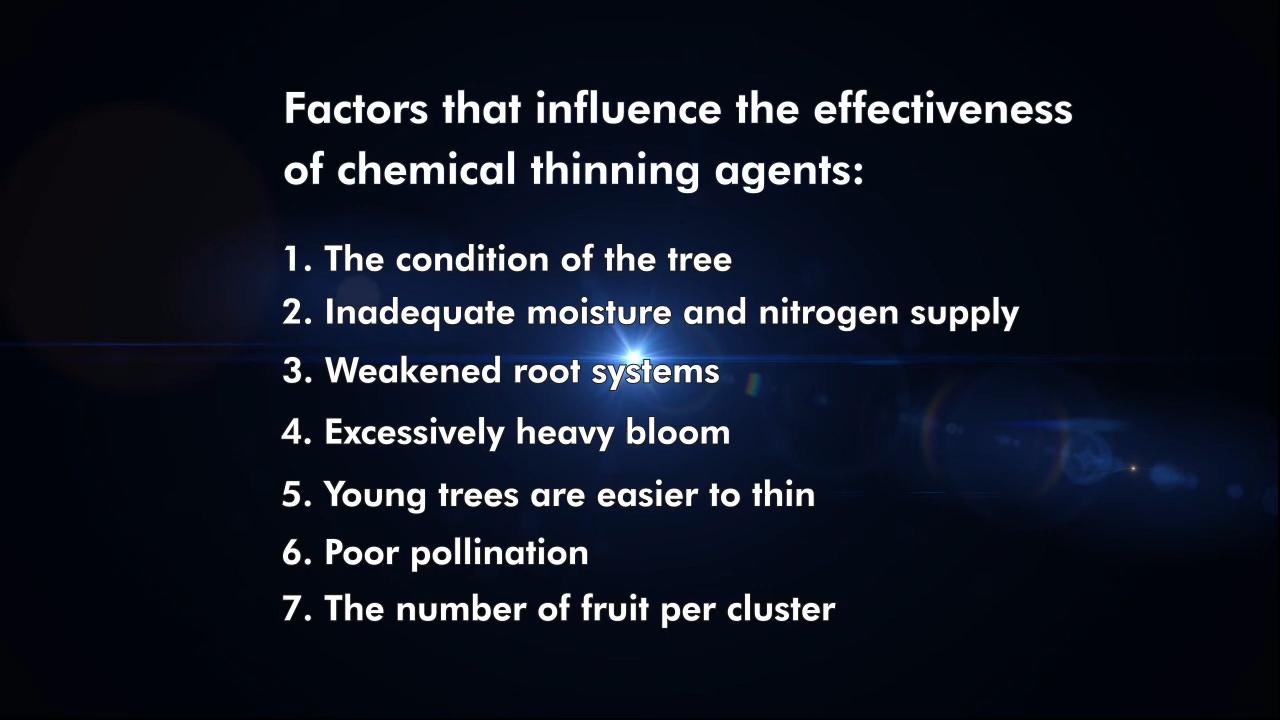 Factors that influence the effectiveness
of chemical thinning agents:
1. The condition of the tree
2. Inadequate moisture and nitrogen supply
3. Weakened root systems
4. Excessively heavy bloom
5. Young trees are easier to thin
6. Poor pollination
7. The number of fruit per cluster